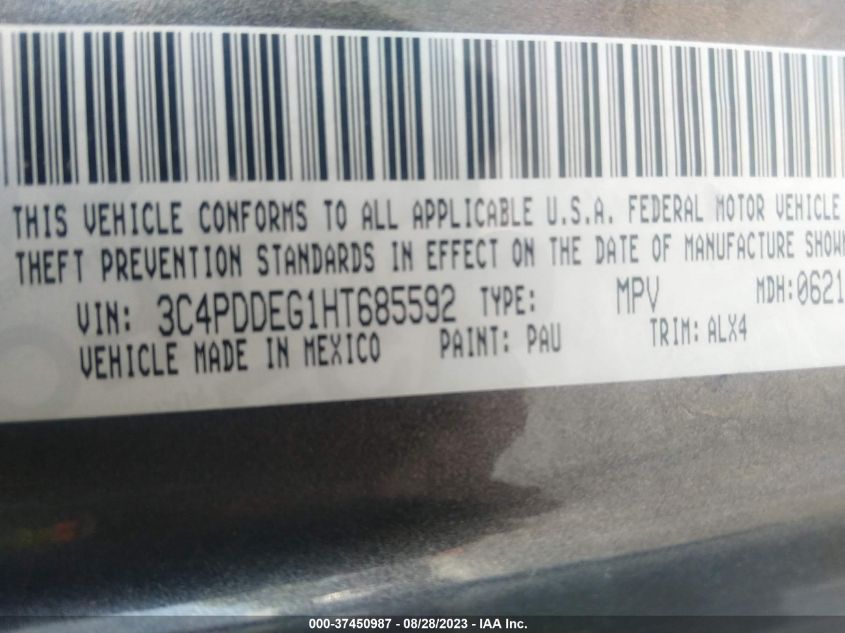 THIS VEHICLE CONFORMS TO ALL APPLICABLE U.S.A. FEDERAL MOTOR VEHICLE
THEFT PREVENTION STANDARDS IN EFFECT ON THE DATE OF MANUFACTURE SHOWN
VIN: 3C4PDDEG1HT685592 TYPE: MPV MDH:0621
VEHICLE MADE IN MEXICO PAINT: PAU TRIM: ALX4
000-37450987 - 08/28/2023 - IAA Inc.